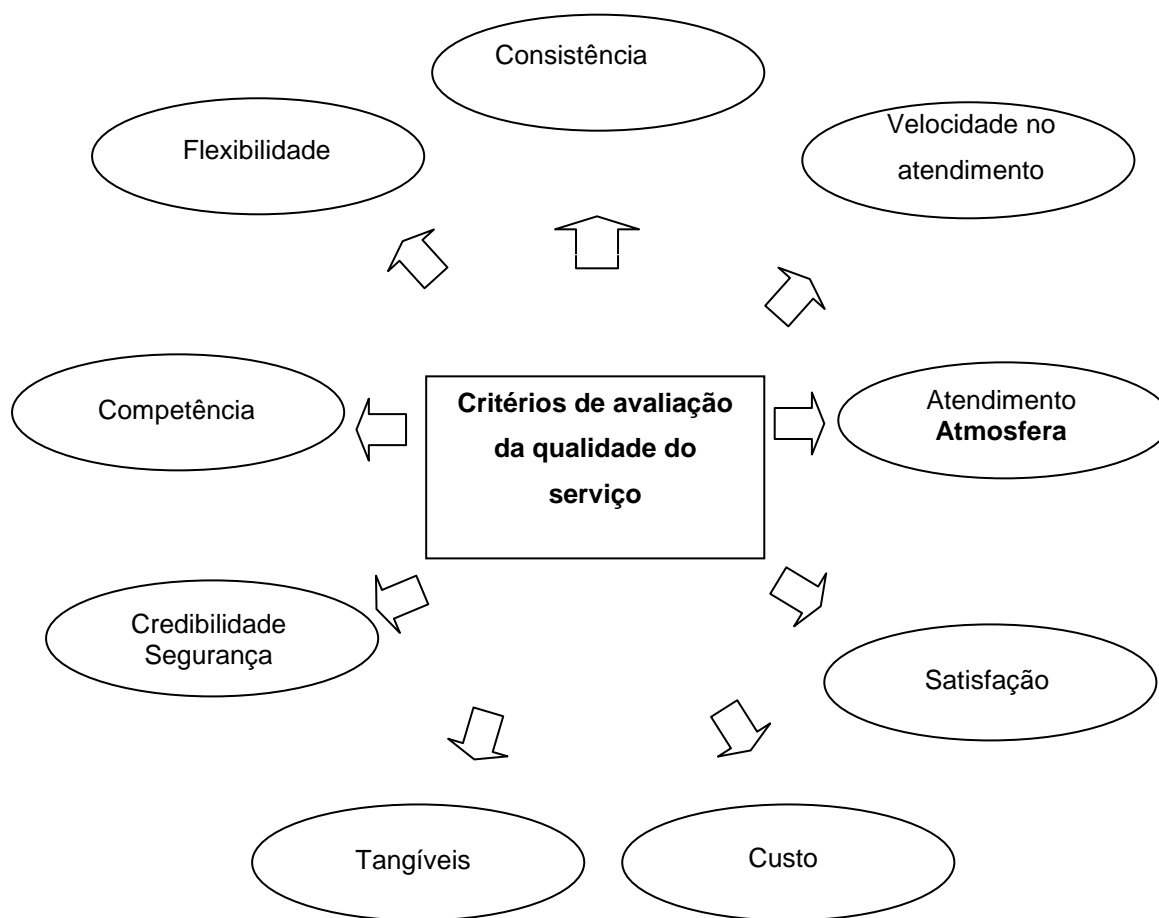 Consistência
Flexibilidade
Velocidade no
atendimento
Competência
Critérios de avaliação
da qualidade do
serviço
Atendimento
Atmosfera
Credibilidade
Segurança
Satisfação
Tangíveis
Custo